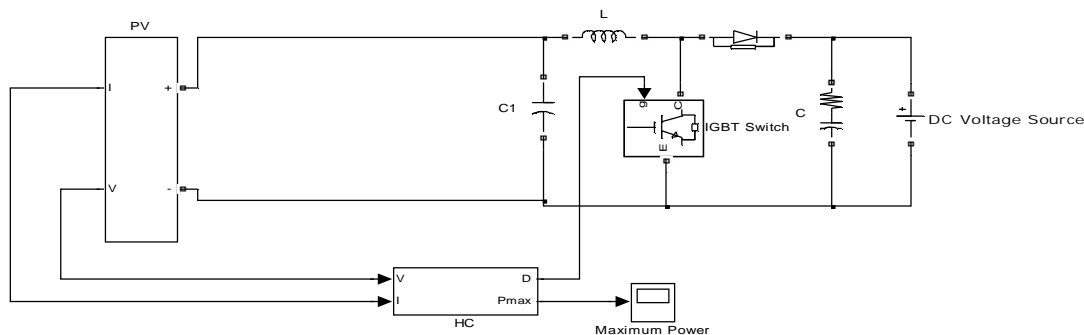 PV
L
I
+
C1
g
C
IGBT Switch
E
C
+
DC Voltage Source
V
-
V
D
I
Pmax
HC
Maximum Power